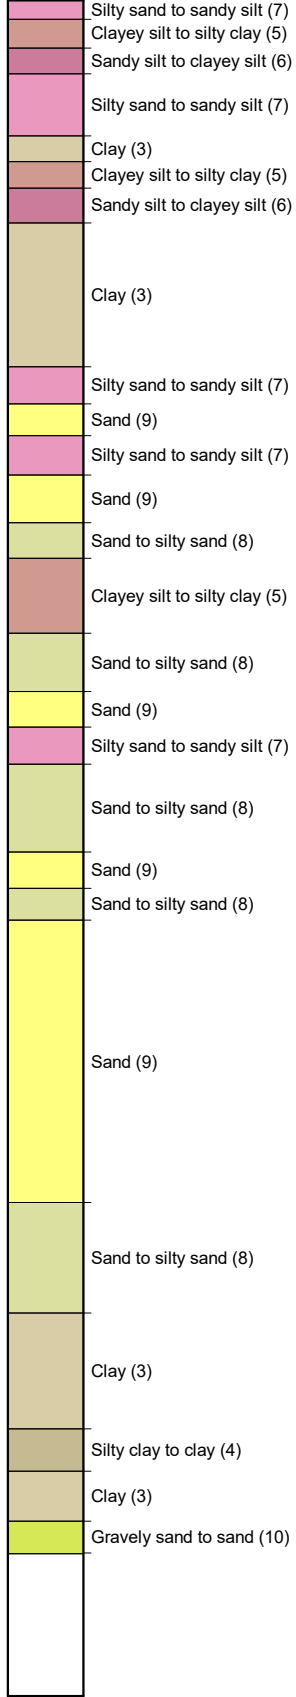 Silty sand to sandy silt (7)
Clayey silt to silty clay (5)
Sandy silt to clayey silt (6)
Silty sand to sandy silt (7)
Clay (3)
Clayey silt to silty clay (5)
Sandy silt to clayey silt (6)
Clay (3)
Silty sand to sandy silt (7)
Sand (9)
Silty sand to sandy silt (7)
Sand (9)
Sand to silty sand (8)
Clayey silt to silty clay (5)
Sand to silty sand (8)
Sand (9)
Silty sand to sandy silt (7)
Sand to silty sand (8)
Sand (9)
Sand to silty sand (8)
Sand (9)
Sand to silty sand (8)
Clay (3)
Silty clay to clay (4)
Clay (3)
Gravely sand to sand (10)